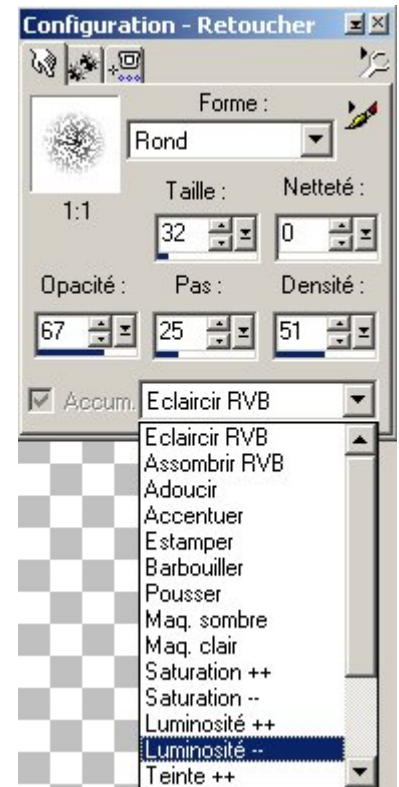 Configuration - Retoucher
Forme :
Rond
1:1
Taille :
Netteté :
32
0
Opacité :
Pas :
Densité :
67
25
51
Accum.
Eclaircir RVB
Eclaircir RVB
Assombrir RVB
Adoucir
Accentuer
Estamper
Barbouiller
Pousser
Maq. sombre
Maq. clair
Saturation ++
Saturation --
Luminosité ++
Luminosité --
Teinte ++